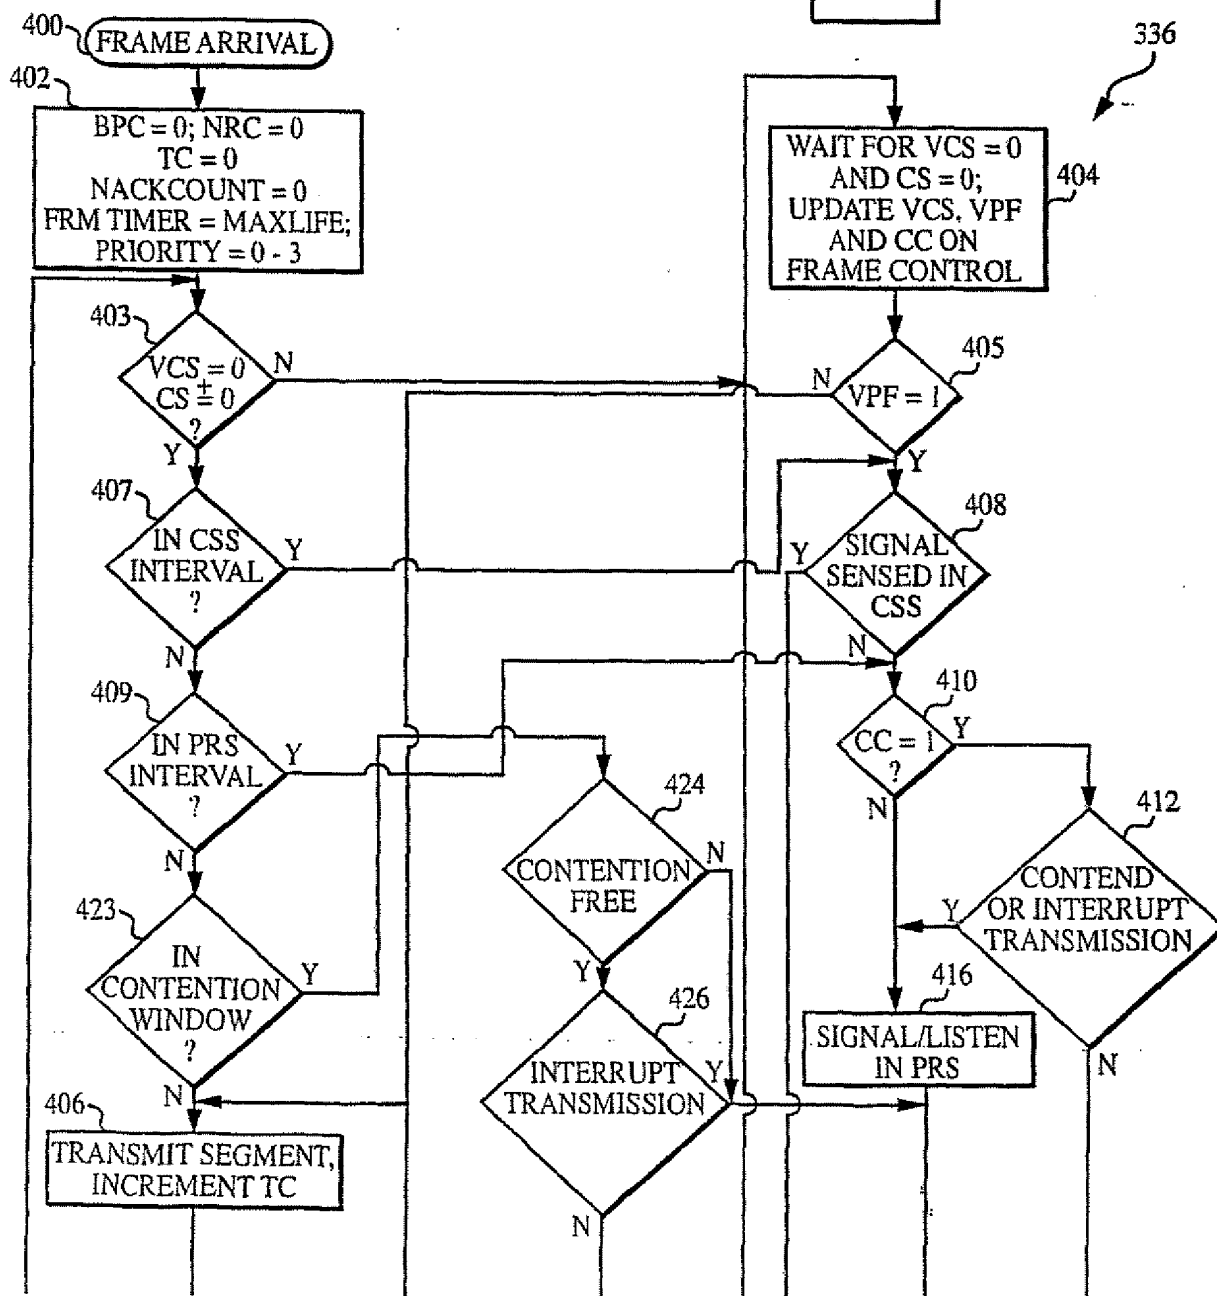 400
FRAME ARRIVAL
402
BPC = 0; NRC = 0
TC = 0
NACKCOUNT = 0
FRM TIMER = MAXLIFE;
PRIORITY = 0 - 3
336
WAIT FOR VCS = 0
AND CS = 0;
UPDATE VCS, VPF
AND CC ON
FRAME CONTROL
404
403
VCS = 0
+
CS = 0
?
N
Y
405
VPF = 1
N
Y
407
IN CSS
INTERVAL
?
Y
N
408
SIGNAL
SENSED IN
CSS
Y
N
409
IN PRS
INTERVAL
?
Y
N
410
CC = 1
?
Y
N
412
CONTEND
OR INTERRUPT
TRANSMISSION
Y
N
423
IN
CONTENTION
WINDOW
?
Y
N
424
CONTENTION
FREE
N
Y
426
INTERRUPT
TRANSMISSION
Y
N
416
SIGNAL/LISTEN
IN PRS
406
TRANSMIT SEGMENT,
INCREMENT TC